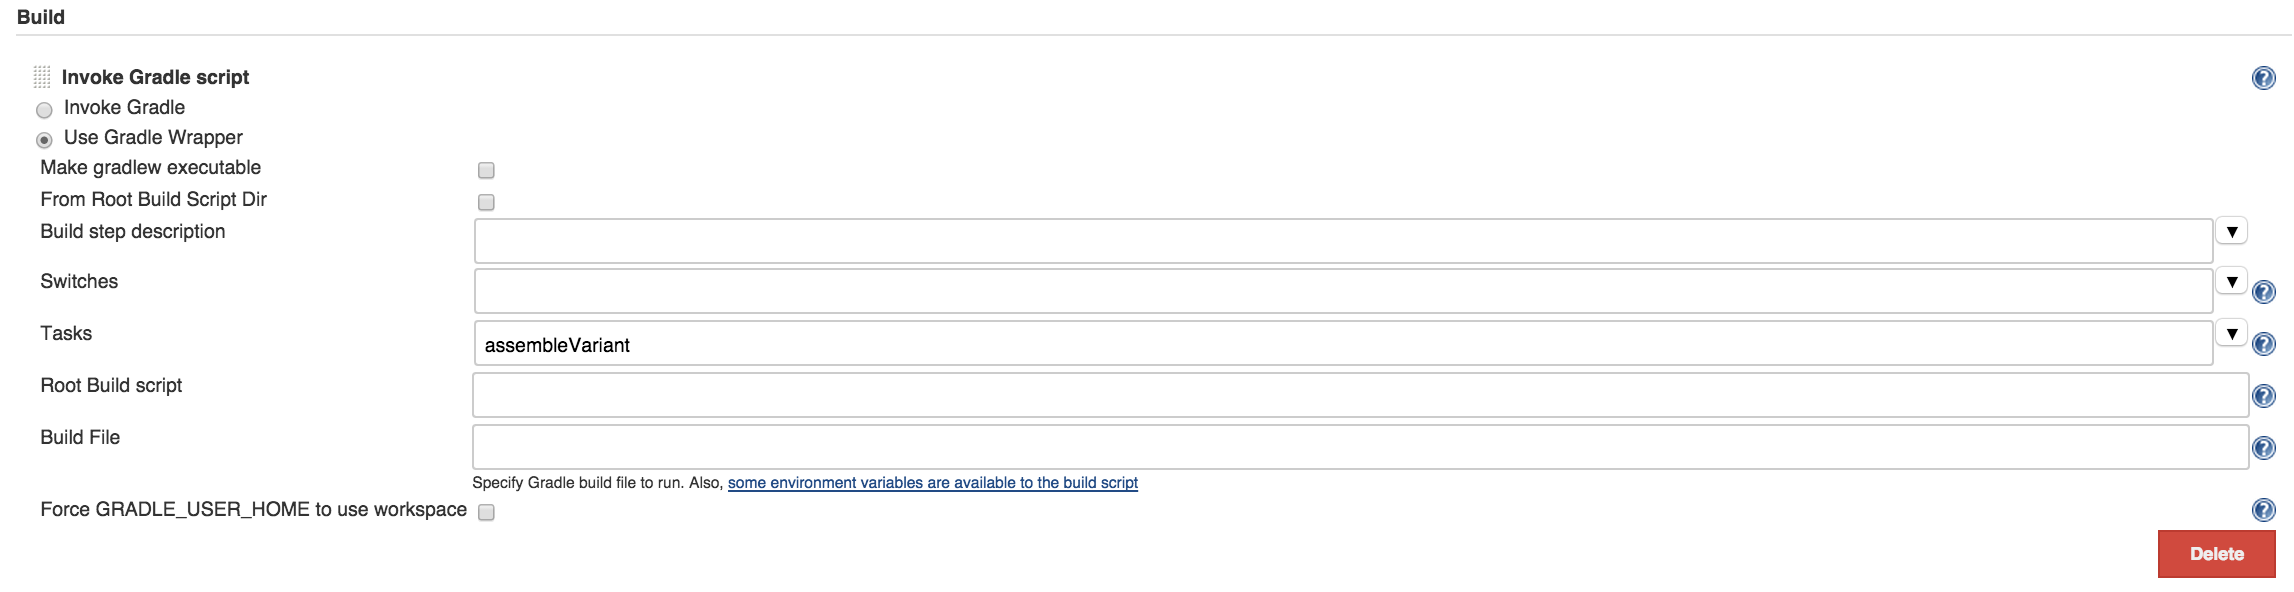 Build
Invoke Gradle script
Invoke Gradle
Use Gradle Wrapper
Make gradlew executable
From Root Build Script Dir
Build step description
Switches
Tasks
assembleVariant
Root Build script
Build File
Specify Gradle build file to run. Also, some environment variables are available to the build script
Force GRADLE_USER_HOME to use workspace
Delete